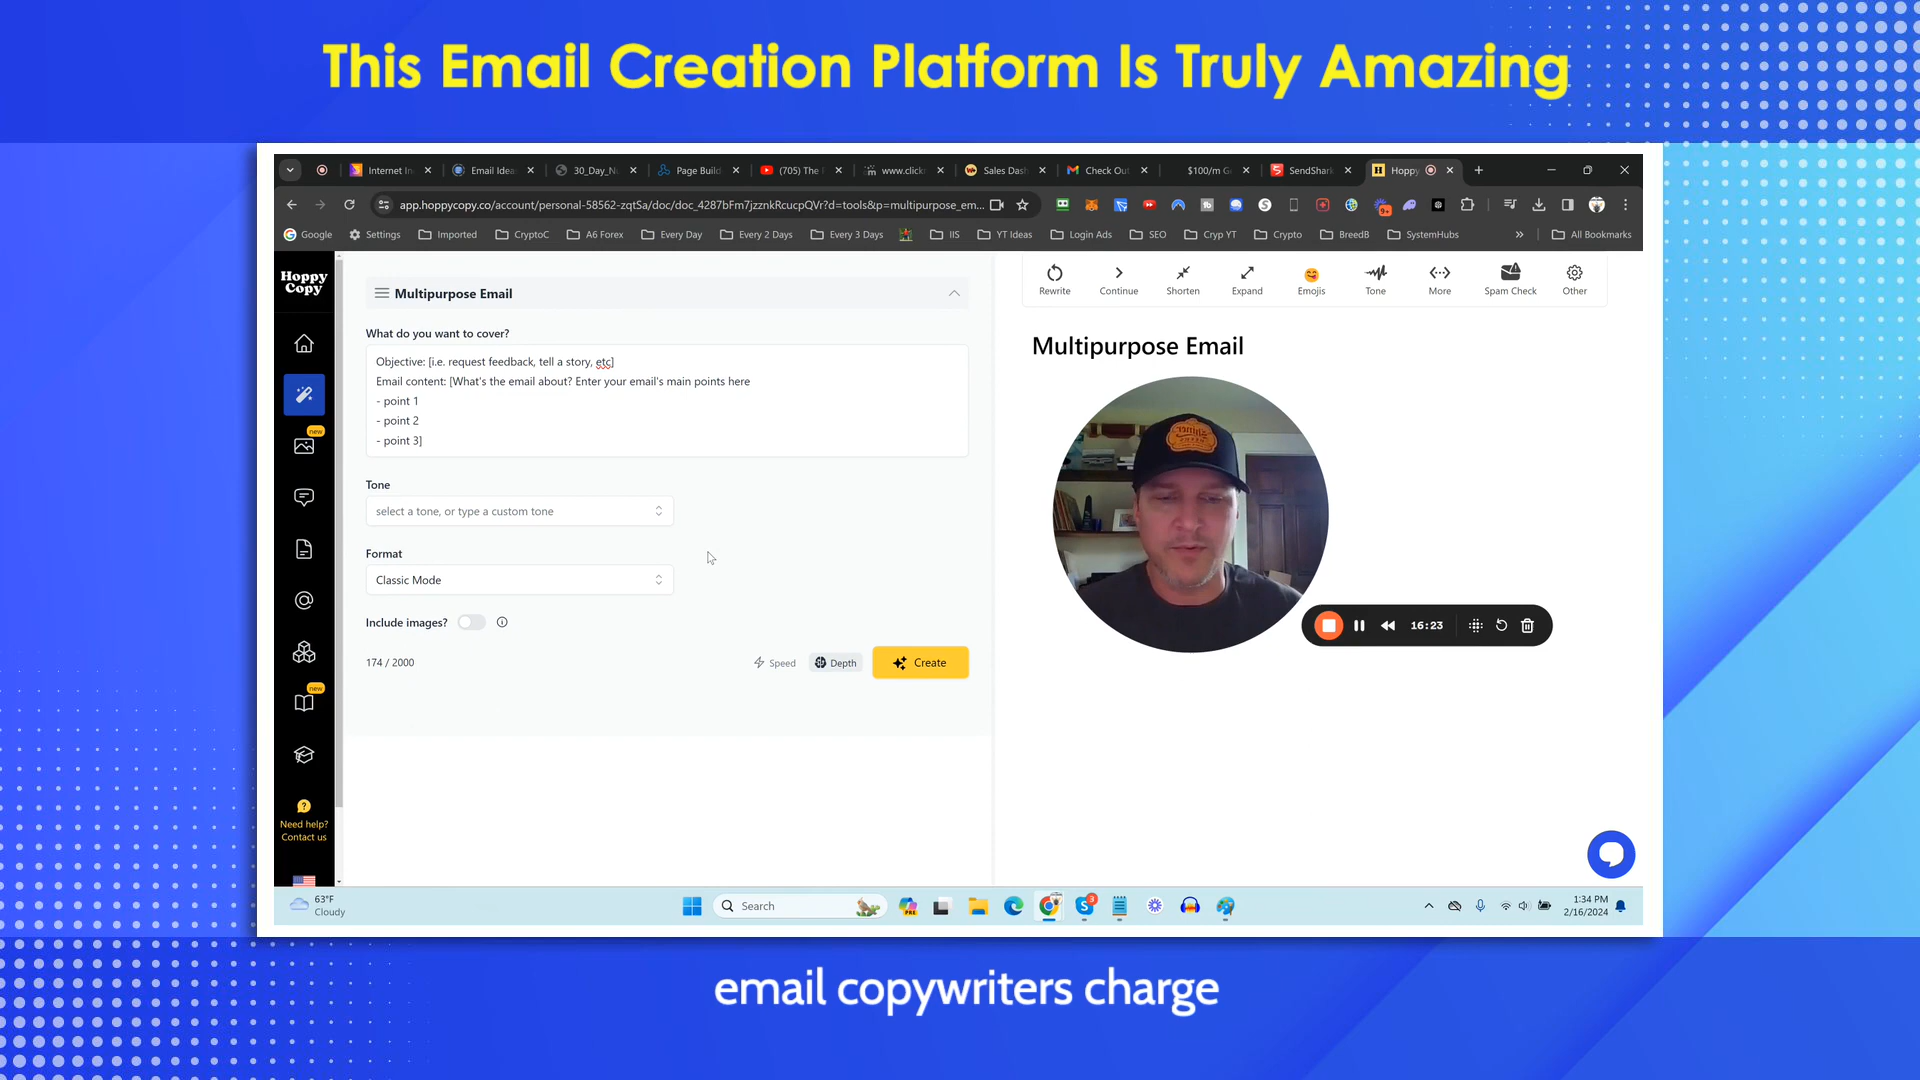 This Email Creation Platform Is Truly Amazing
Internet In
Email Idea
30_Day_Nu
Page Build
(705) The
www.click
Sales Dash
Check Out
$100/m G
SendShark
Hoppy
app.hoppycopy.co/account/personal-58562-zqtSa/doc/doc_4287bFm7jzznkRcucpQVr?d=tools&p=multipurpose_em...
9+
Google
Settings
Imported
CryptoC
A6 Forex
Every Day
Every 2 Days
Every 3 Days
IIS
YT Ideas
Login Ads
SEO
Cryp YT
Crypto
BreedB
SystemHubs
All Bookmarks
Hoppy
Copy
new
new
Need help?
Contact us
Multipurpose Email
What do you want to cover?
Objective: [i.e. request feedback, tell a story, etc]
Email content: [What's the email about? Enter your email's main points here
- point 1
- point 2
- point 3]
Tone
select a tone, or type a custom tone
Format
Classic Mode
Include images?
174 / 2000
Speed
Depth
Create
Rewrite
Continue
Shorten
Expand
Emojis
Tone
More
Spam Check
Other
Multipurpose Email
16:23
63°F
Cloudy
Search
PRE
3
1:34 PM
2/16/2024
email copywriters charge